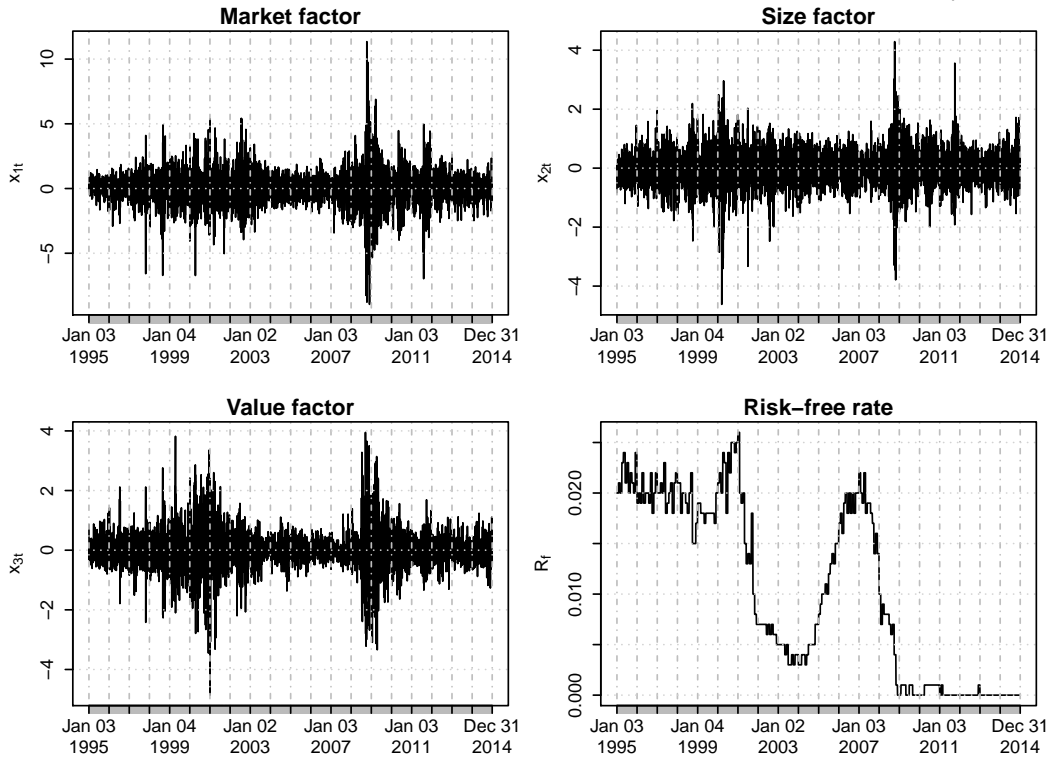 Market factor
x1t
10
5
0
−5
Jan 03 Jan 04 Jan 02 Jan 03 Jan 03 Dec 31
1995 1999 2003 2007 2011 2014
Size factor
x2t
4
2
0
−2
−4
Jan 03 Jan 04 Jan 02 Jan 03 Jan 03 Dec 31
1995 1999 2003 2007 2011 2014
Value factor
x3t
4
2
0
−2
−4
Jan 03 Jan 04 Jan 02 Jan 03 Jan 03 Dec 31
1995 1999 2003 2007 2011 2014
Risk−free rate
Rf
0.020
0.010
0.000
Jan 03 Jan 04 Jan 02 Jan 03 Jan 03 Dec 31
1995 1999 2003 2007 2011 2014